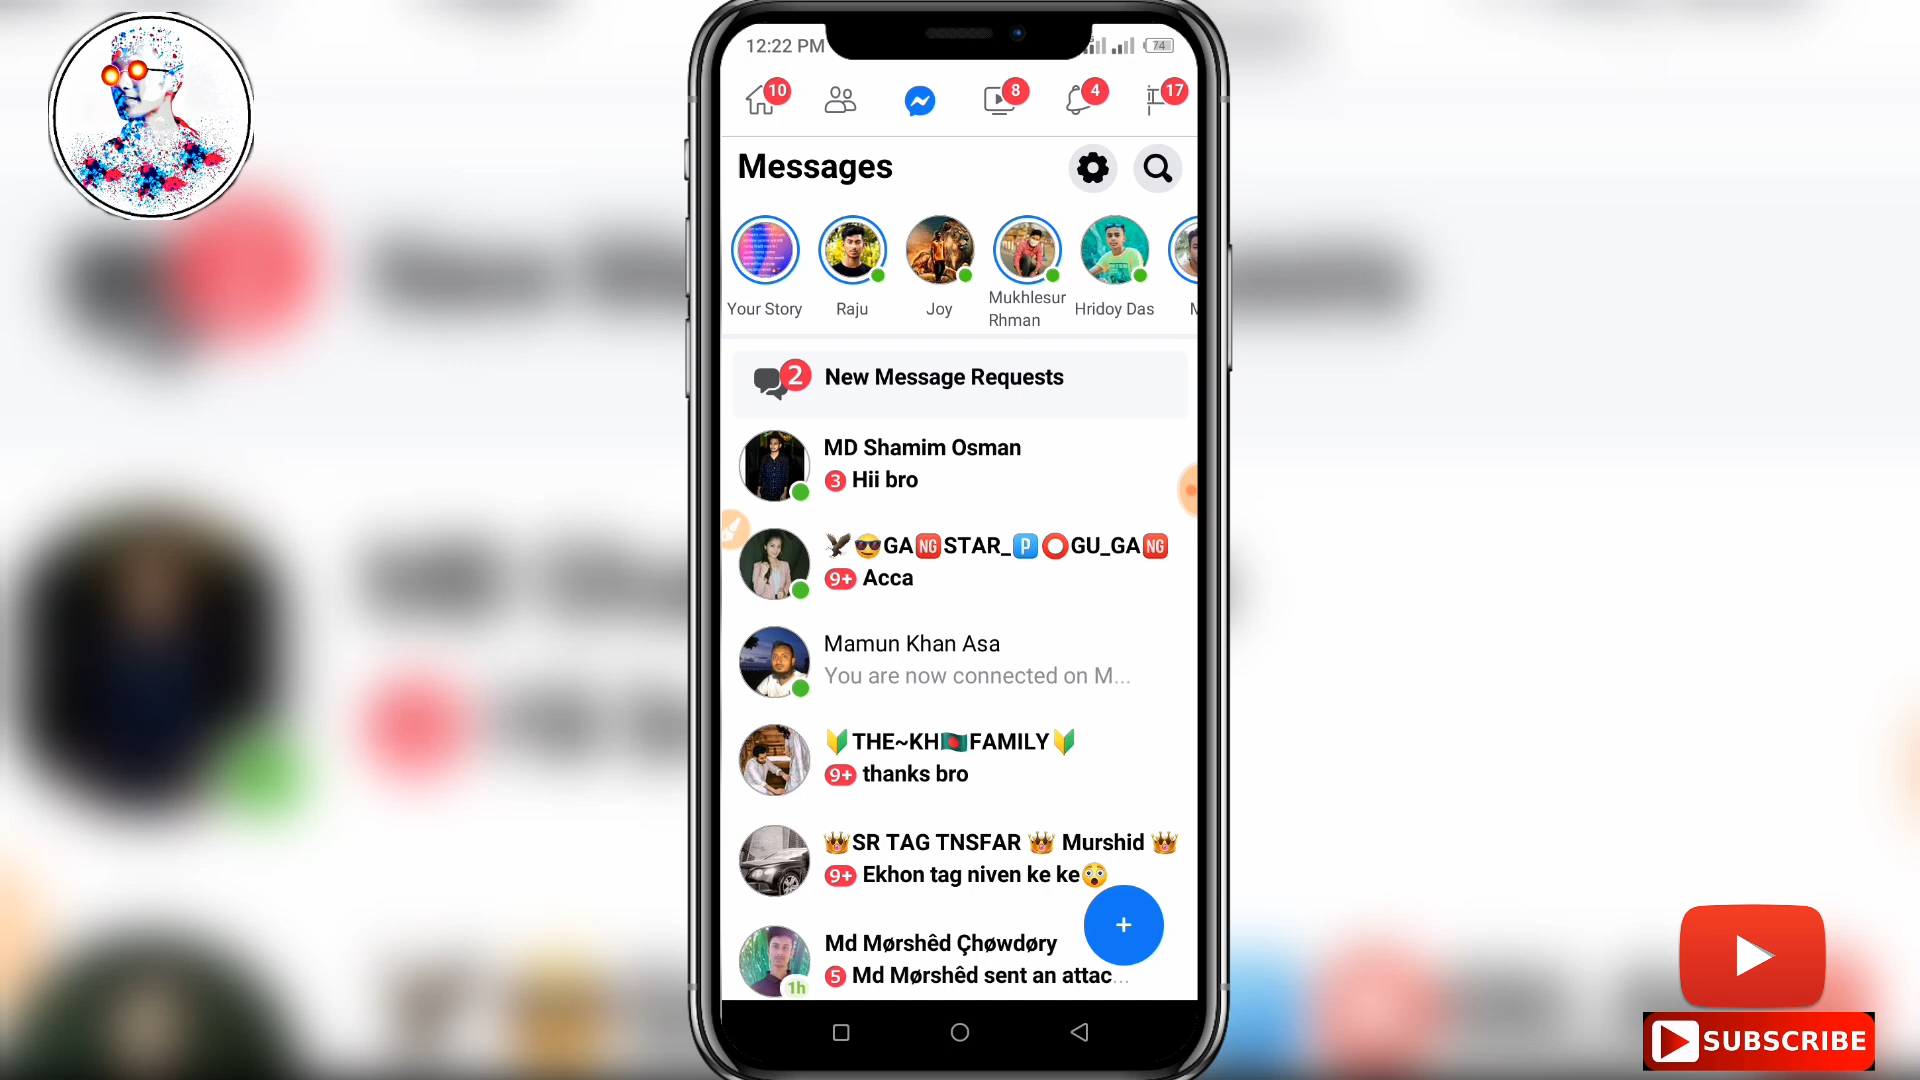 12:22 PM
74
10
8
4
17
Messages
Your Story
Raju
Joy
Mukhlesur
Rhman
Hridoy Das
M
2
New Message Requests
MD Shamim Osman
3 Hii bro
🦅😎GA🆖STAR_🅿️⭕GU_GA🆖
9+ Acca
Mamun Khan Asa
You are now connected on M...
🔰THE~KH🇧🇩FAMILY🔰
9+ thanks bro
👑SR TAG TNSFAR 👑 Murshid 👑
9+ Ekhon tag niven ke ke😲
Md Mørshêd Çhøwdøry
5 Md Mørshêd sent an attac...
1h
+
SUBSCRIBE